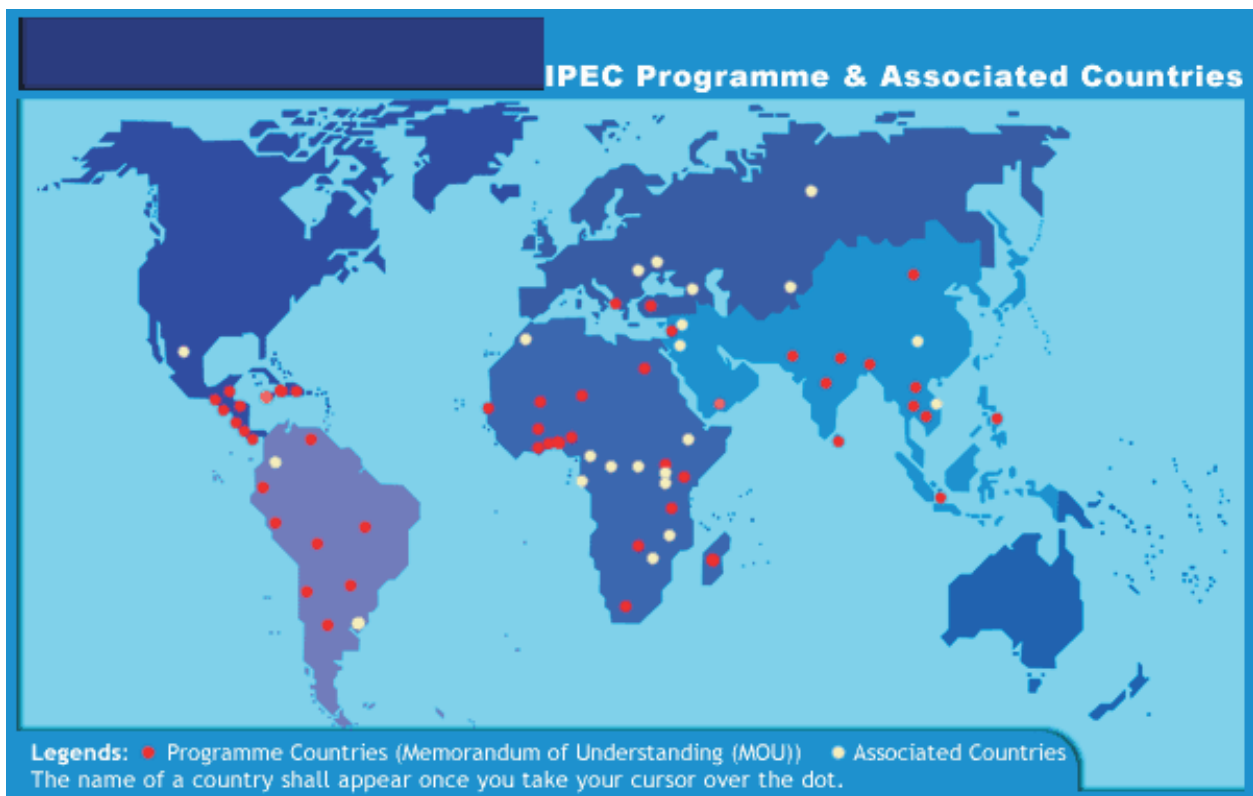 IPEC Programme & Associated Countries
Legends: Programme Countries (Memorandum of Understanding (MOU)) Associated Countries
The name of a country shall appear once you take your cursor over the dot.